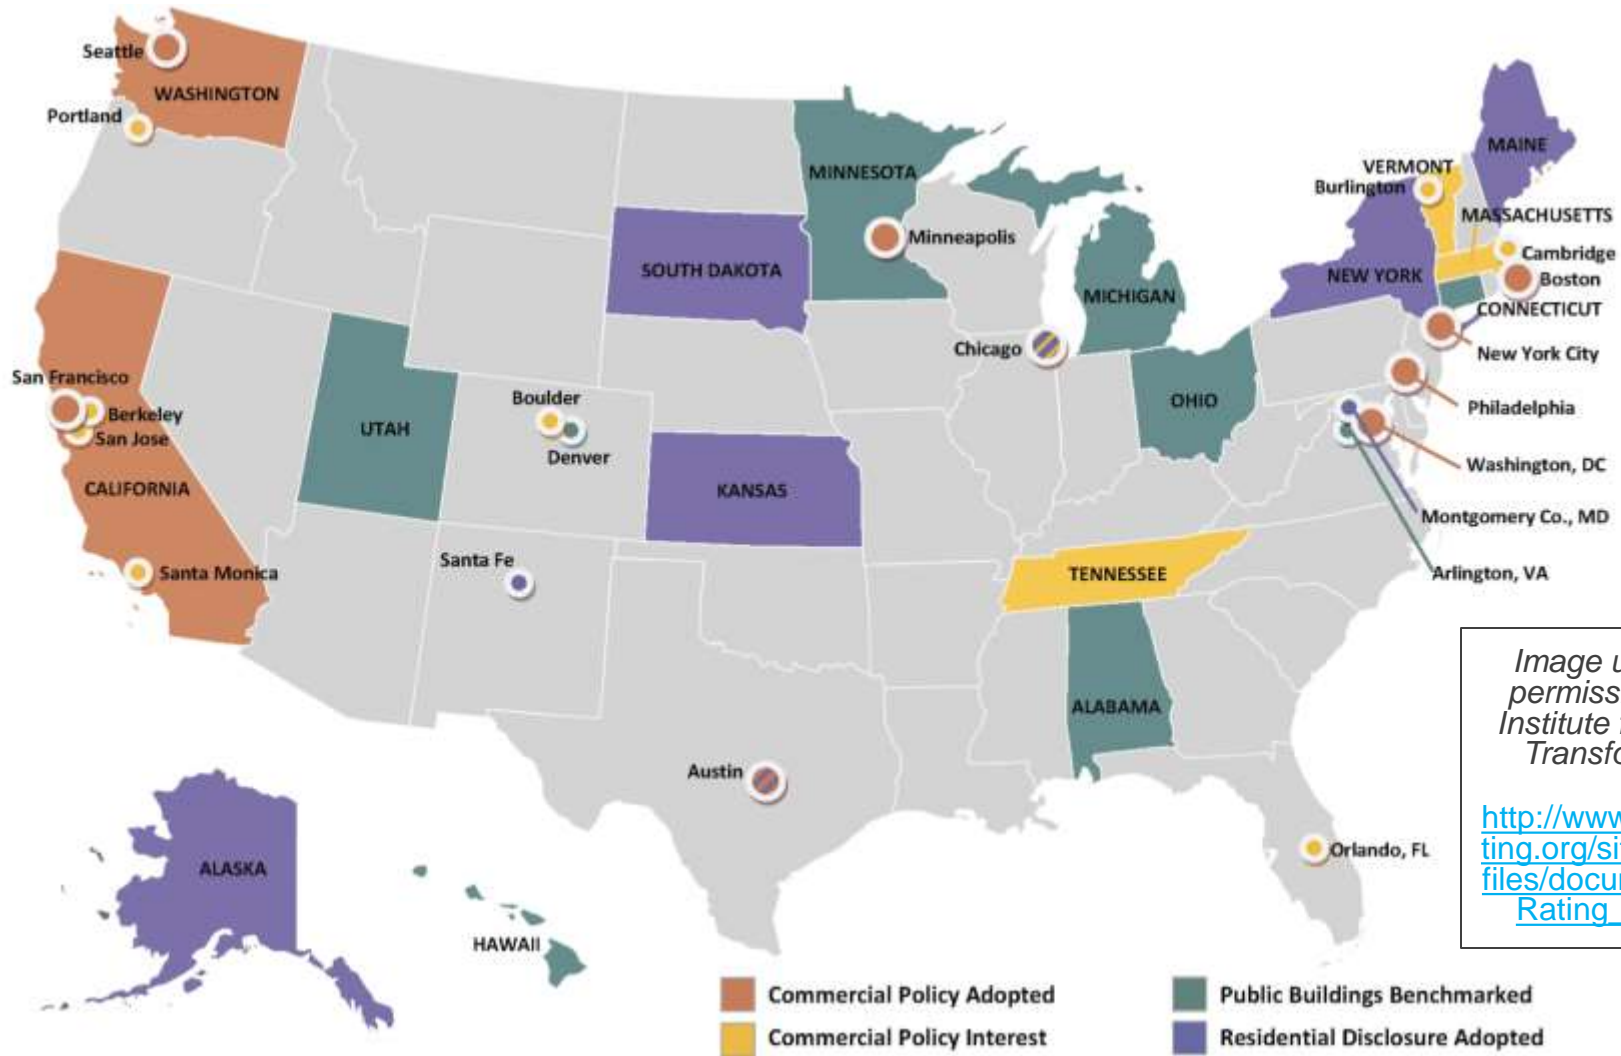 Seattle
WASHINGTON
Portland
MINNESOTA
Minneapolis
SOUTH DAKOTA
MICHIGAN
MAINE
VERMONT
Burlington
MASSACHUSETTS
Cambridge
Boston
NEW YORK
CONNECTICUT
New York City
Chicago
Philadelphia
OHIO
Washington, DC
Montgomery Co., MD
Arlington, VA
San Francisco
Berkeley
San Jose
CALIFORNIA
Santa Monica
UTAH
Boulder
Denver
KANSAS
Santa Fe
TENNESSEE
ALABAMA
Austin
Orlando, FL
ALASKA
HAWAII
Image
Institute
http://www
ting.org/si
files/docu
Rating_
Commercial Policy Adopted
Commercial Policy Interest
Public Buildings Benchmarked
Residential Disclosure Adopted